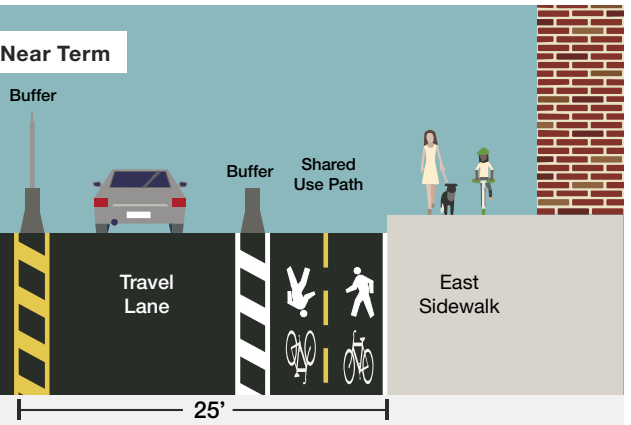 Near Term
Buffer
Buffer
Shared
Use Path
Travel
Lane
East
Sidewalk
25’